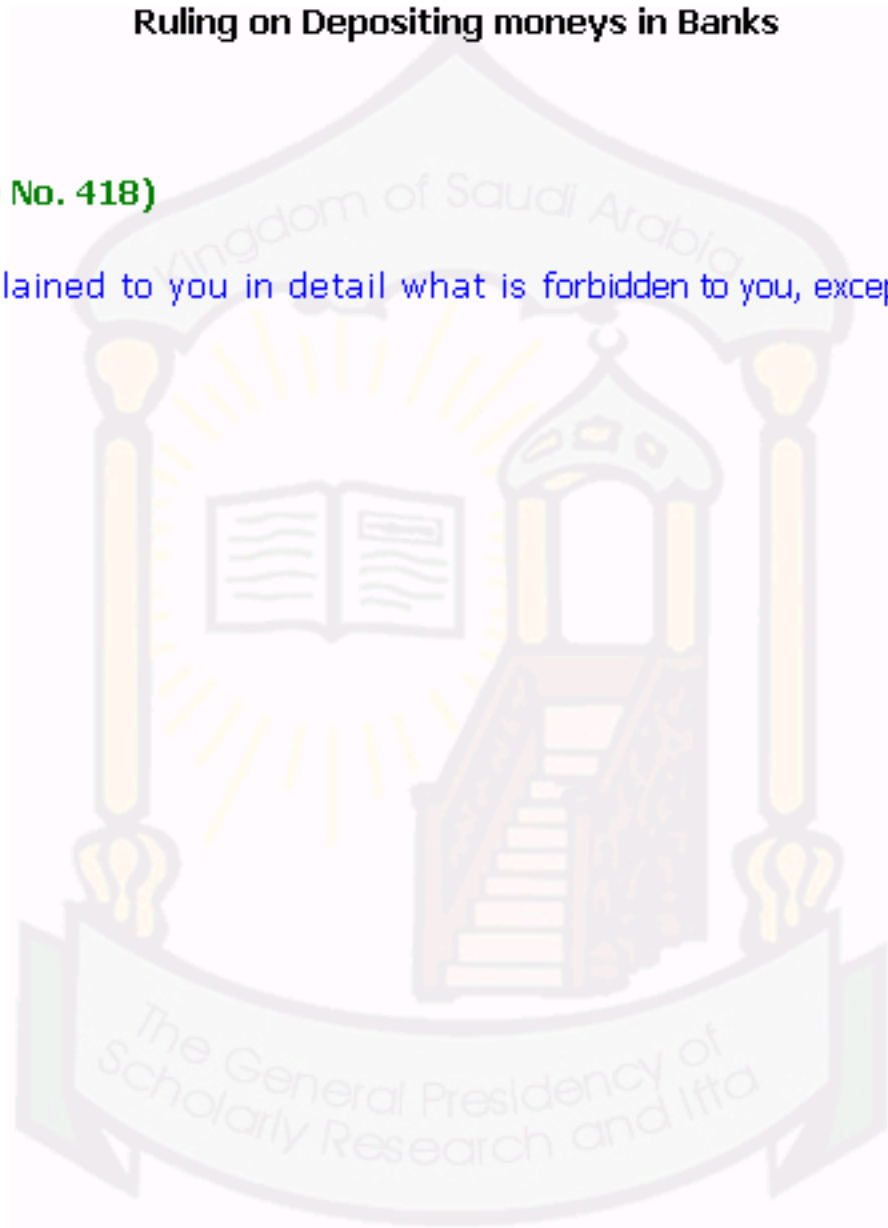 Ruling on Depositing moneys in Banks
No. 418)
Kingdom of Saudi Arabia
lained to you in detail what is forbidden to you, excep
The General Presidency of
Scholarly Research and Ifta